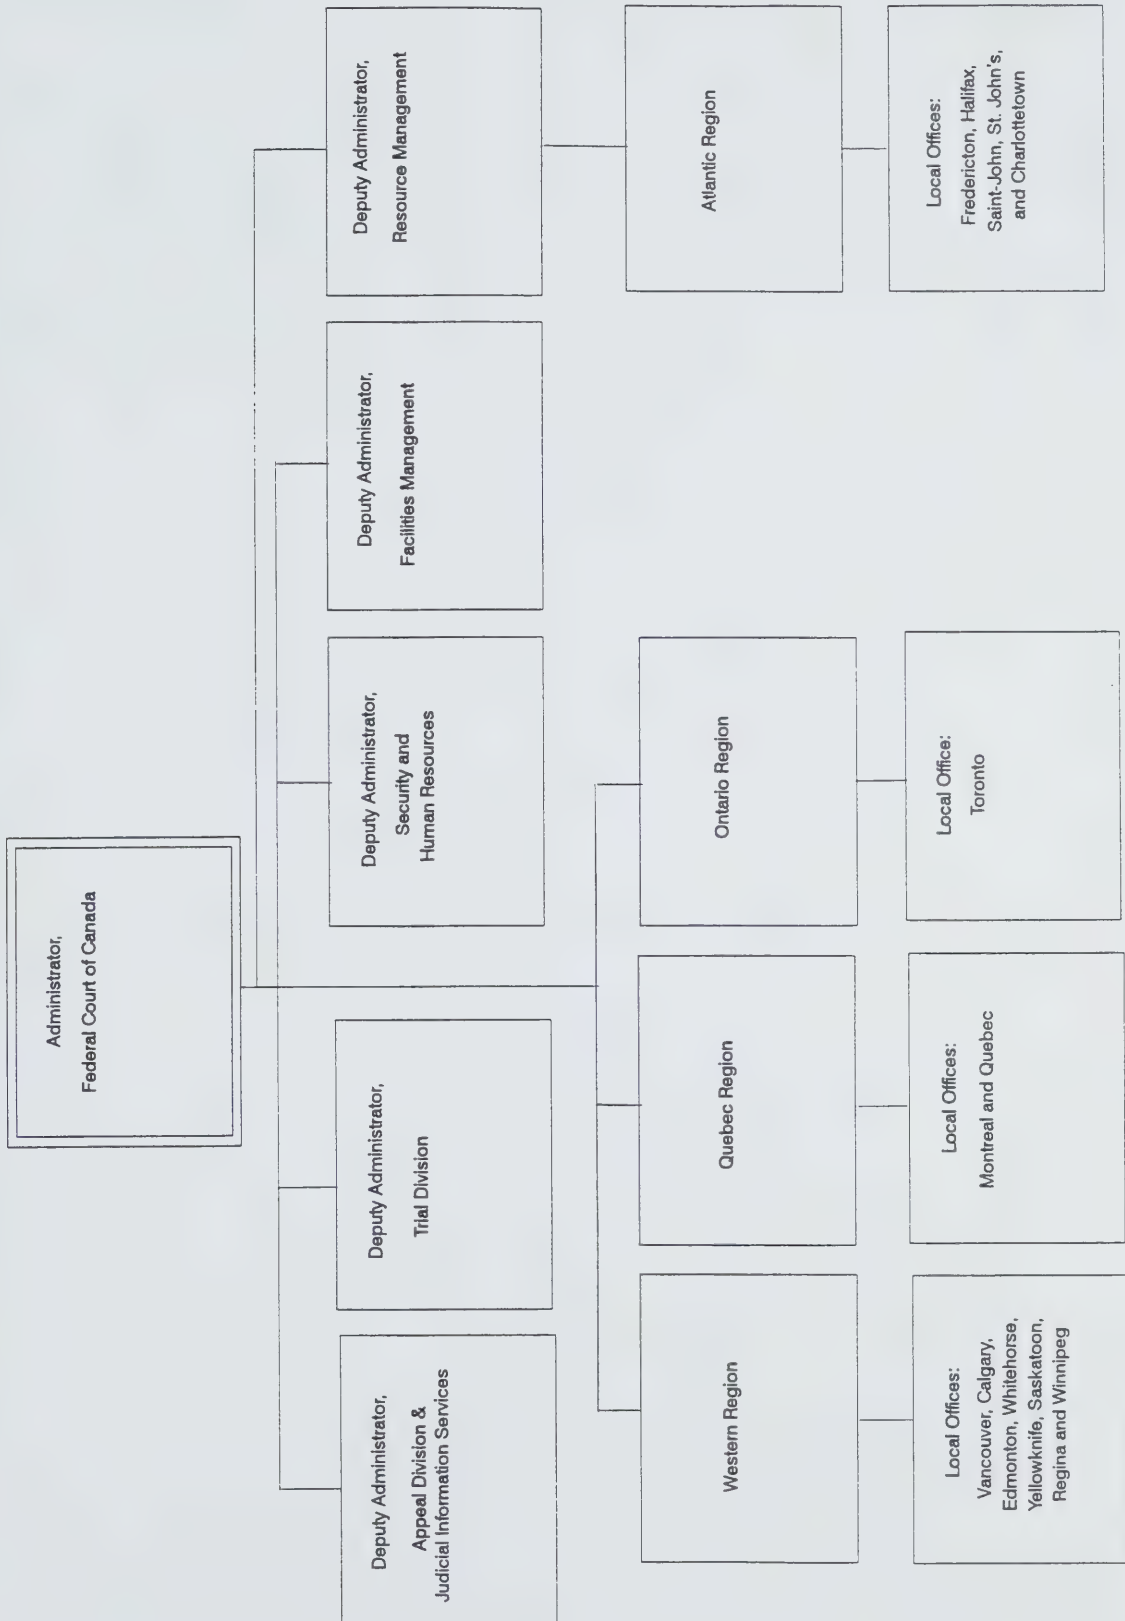 Administrator,
Federal Court of Canada
Deputy Administrator,
Appeal Division &
Judicial Information Services
Deputy Administrator,
Trial Division
Deputy Administrator,
Security and
Human Resources
Deputy Administrator,
Facilities Management
Deputy Administrator,
Resource Management
Western Region
Quebec Region
Ontario Region
Atlantic Region
Local Offices:
Vancouver, Calgary,
Edmonton, Whitehorse,
Yellowknife, Saskatoon,
Regina and Winnipeg
Local Offices:
Montreal and Quebec
Local Office:
Toronto
Local Offices:
Fredericton, Halifax,
Saint-John, St. John's,
and Charlottetown